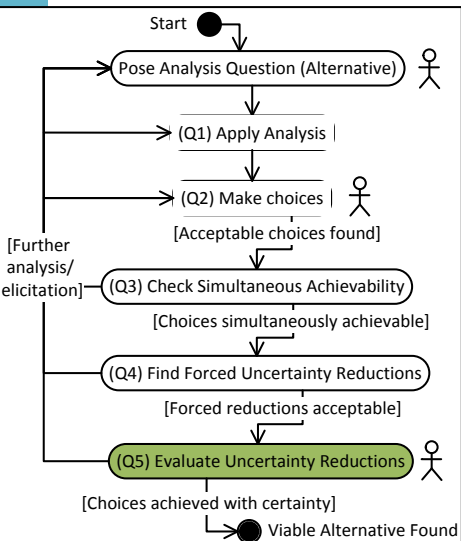 Start
Pose Analysis Question (Alternative)
(Q1) Apply Analysis
(Q2) Make choices
[Acceptable choices found]
[Further
analysis/
elicitation]
(Q3) Check Simultaneous Achievability
[Choices simultaneously achievable]
(Q4) Find Forced Uncertainty Reductions
[Forced reductions acceptable]
(Q5) Evaluate Uncertainty Reductions
[Choices achieved with certainty]
Viable Alternative Found